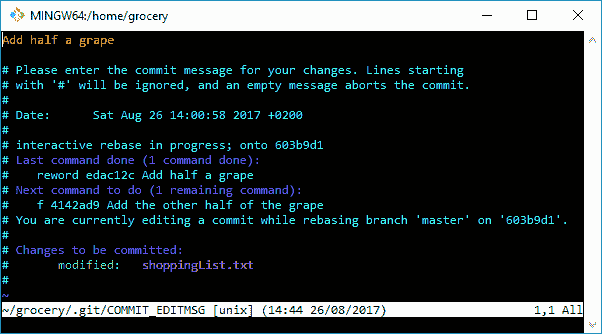 MINGW64:/home/grocery
Add half a grape
# Please enter the commit message for your changes. Lines starting
# with '#' will be ignored, and an empty message aborts the commit.
#
# Date:      Sat Aug 26 14:00:58 2017 +0200
#
# interactive rebase in progress; onto 603b9d1
# Last command done (1 command done):
#    reword edac12c Add half a grape
# Next command to do (1 remaining command):
#    f 4142ad9 Add the other half of the grape
# You are currently editing a commit while rebasing branch 'master' on '603b9d1'.
#
# Changes to be committed:
#       modified:   shoppingList.txt
#
~
~/grocery/.git/COMMIT_EDITMSG [unix] (14:44 26/08/2017) 1,1 All